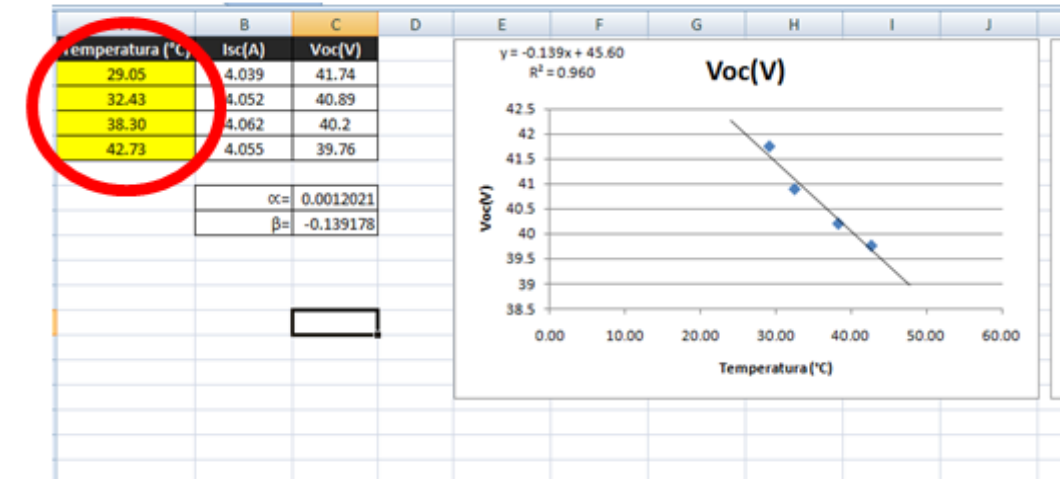 B C D E F G H I J
Temperatura (°C) Isc(A) Voc(V)
29.05 4.039 41.74
32.43 4.052 40.89
38.30 4.062 40.2
42.73 4.055 39.76
∝= 0.0012021
β= -0.139178
y = -0.139x + 45.60
R² = 0.960
Voc(V)
42.5
42
41.5
41
40.5
40
39.5
39
38.5
Voc(V)
0.00 10.00 20.00 30.00 40.00 50.00 60.00
Temperatura(°C)